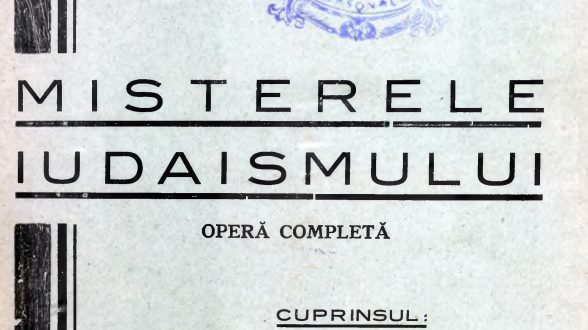 MISTERELE
IUDAISMULUI
OPERĂ COMPLETĂ
CUPRINSUL: